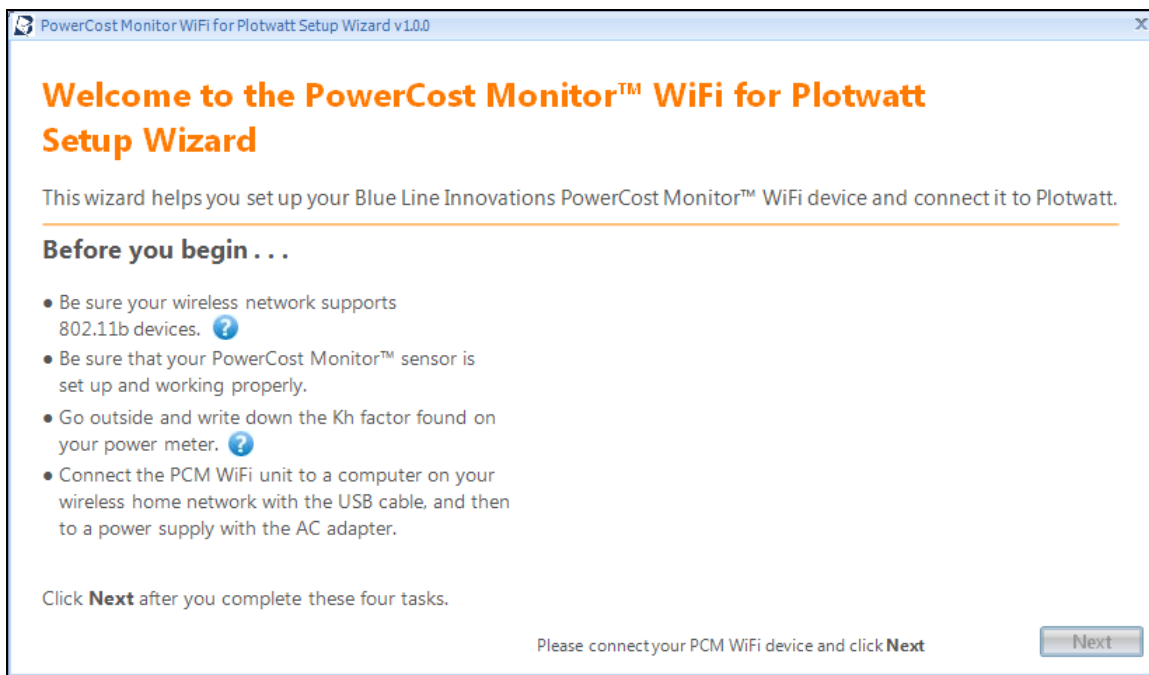 PowerCost Monitor WiFi for Plotwatt Setup Wizard v1.0.0
X
Welcome to the PowerCost Monitor™ WiFi for Plotwatt
Setup Wizard
This wizard helps you set up your Blue Line Innovations PowerCost Monitor™ WiFi device and connect it to Plotwatt.
Before you begin . . .
● Be sure your wireless network supports
802.11b devices. ?
● Be sure that your PowerCost Monitor™ sensor is
set up and working properly.
● Go outside and write down the Kh factor found on
your power meter. ?
● Connect the PCM WiFi unit to a computer on your
wireless home network with the USB cable, and then
to a power supply with the AC adapter.
Click Next after you complete these four tasks.
Please connect your PCM WiFi device and click Next
Next